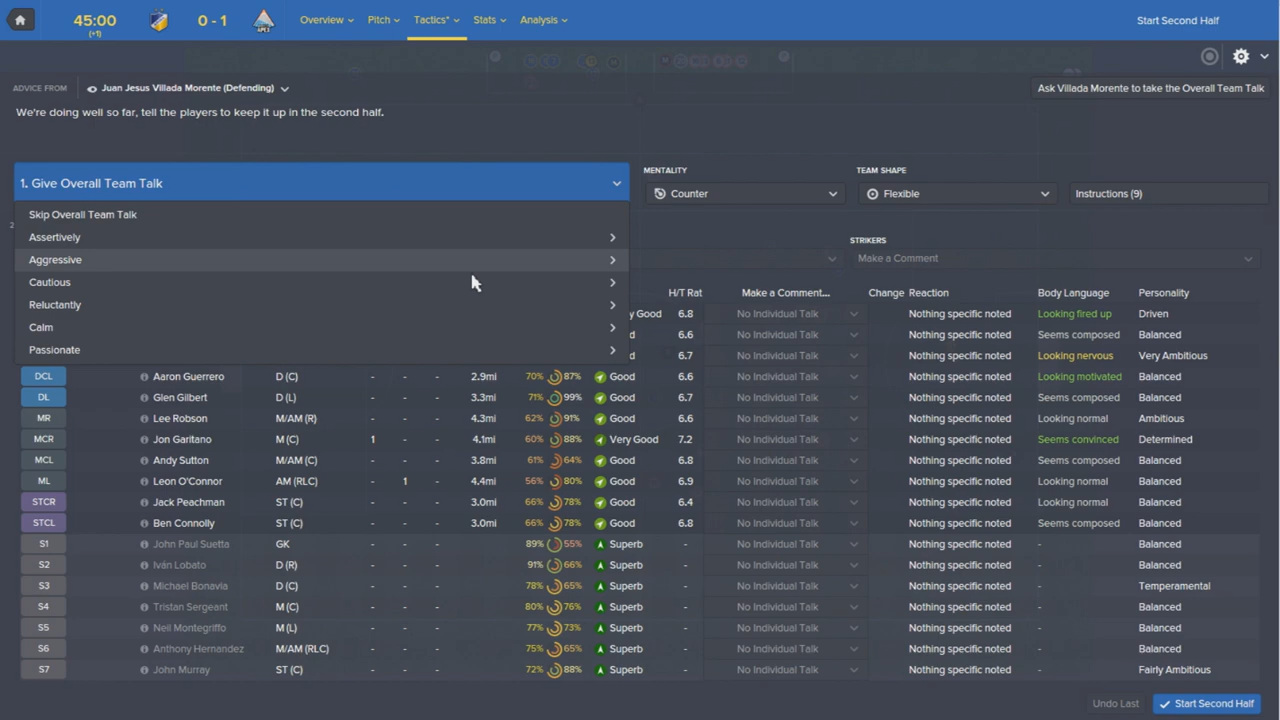 45:00 0 - 1 Overview Pitch Tactics* Stats Analysis Start Second Half
(+1)
ADVICE FROM Juan Jesus Villada Morente (Defending) Ask Villada Morente to take the Overall Team Talk
We're doing well so far, tell the players to keep it up in the second half.
MENTALITY TEAM SHAPE
1. Give Overall Team Talk Counter Flexible Instructions (9)
Skip Overall Team Talk
Assertively
STRIKERS
Aggressive Make a Comment
Cautious
H/T Rat Make a Comment... Change Reaction Body Language Personality
Reluctantly
y Good 6.8 No Individual Talk Nothing specific noted Looking fired up Driven
Calm
6.6 No Individual Talk Nothing specific noted Seems composed Balanced
Passionate
6.7 No Individual Talk Nothing specific noted Looking nervous Very Ambitious
DCL Aaron Guerrero D (C) - - - 2.9mi 70% 87% Good 6.6 No Individual Talk Nothing specific noted Looking motivated Balanced
DL Glen Gilbert D (L) - - - 3.3mi 71% 99% Good 6.7 No Individual Talk Nothing specific noted Seems composed Balanced
MR Lee Robson M/AM (R) - - - 4.3mi 62% 91% Good 6.6 No Individual Talk Nothing specific noted Looking normal Ambitious
MCR Jon Garitano M (C) 1 - - 4.1mi 60% 88% Very Good 7.2 No Individual Talk Nothing specific noted Seems convinced Determined
MCL Andy Sutton M/AM (C) - - - 3.8mi 61% 64% Good 6.8 No Individual Talk Nothing specific noted Seems composed Balanced
ML Leon O'Connor AM (RLC) - 1 - 4.4mi 56% 80% Good 6.9 No Individual Talk Nothing specific noted Looking normal Balanced
STCR Jack Peachman ST (C) - - - 3.0mi 66% 78% Good 6.4 No Individual Talk Nothing specific noted Looking normal Balanced
STCL Ben Connolly ST (C) - - - 3.0mi 66% 78% Good 6.8 No Individual Talk Nothing specific noted Seems composed Balanced
S1 John Paul Suetta GK 89% 55% Superb - No Individual Talk Nothing specific noted - Balanced
S2 Iván Lobato D (R) 91% 66% Superb - No Individual Talk Nothing specific noted - Balanced
S3 Michael Bonavia D (C) 78% 65% Superb - No Individual Talk Nothing specific noted - Temperamental
S4 Tristan Sergeant M (C) 80% 76% Superb - No Individual Talk Nothing specific noted - Balanced
S5 Neil Montegriffo M (L) 77% 73% Superb - No Individual Talk Nothing specific noted - Balanced
S6 Anthony Hernandez M/AM (RLC) 75% 65% Superb - No Individual Talk Nothing specific noted - Balanced
S7 John Murray ST (C) 72% 88% Superb - No Individual Talk Nothing specific noted - Fairly Ambitious
Undo Last Start Second Half